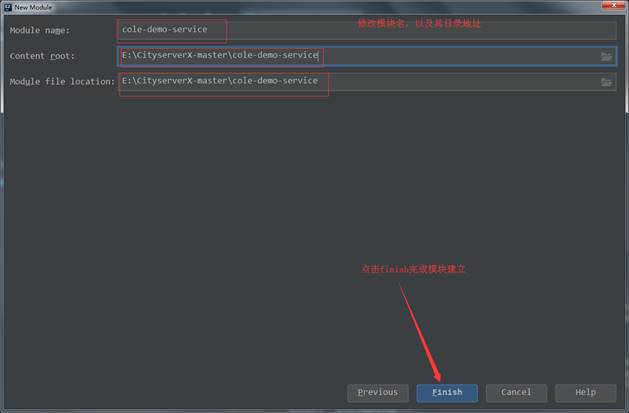 New Module
Module name: cole-demo-service
修改模块名，以及其目录地址
Content root: E:\CityserverX-master\cole-demo-service
Module file location: E:\CityserverX-master\cole-demo-service
点击finish完成模块建立
Previous Finish Cancel Help